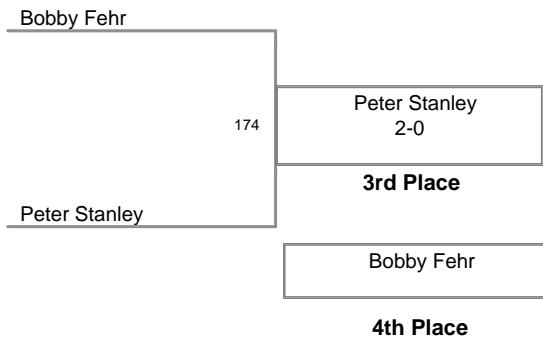 Bobby Fehr
Peter Stanley
174
2-0
3rd Place
Peter Stanley
Bobby Fehr
4th Place